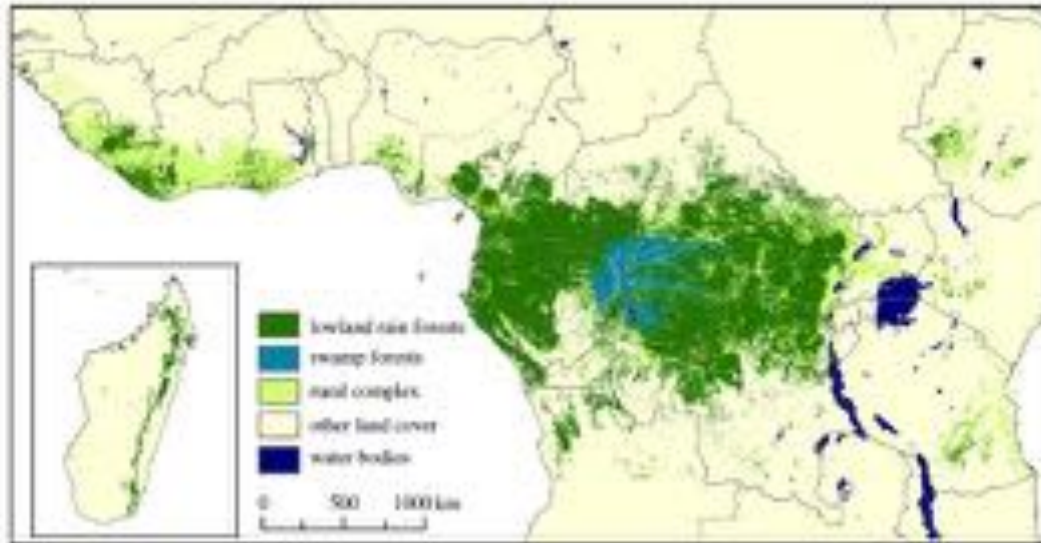 lowland rain forests
swamp forests
rural complex
other land cover
water bodies
0 500 1000 km